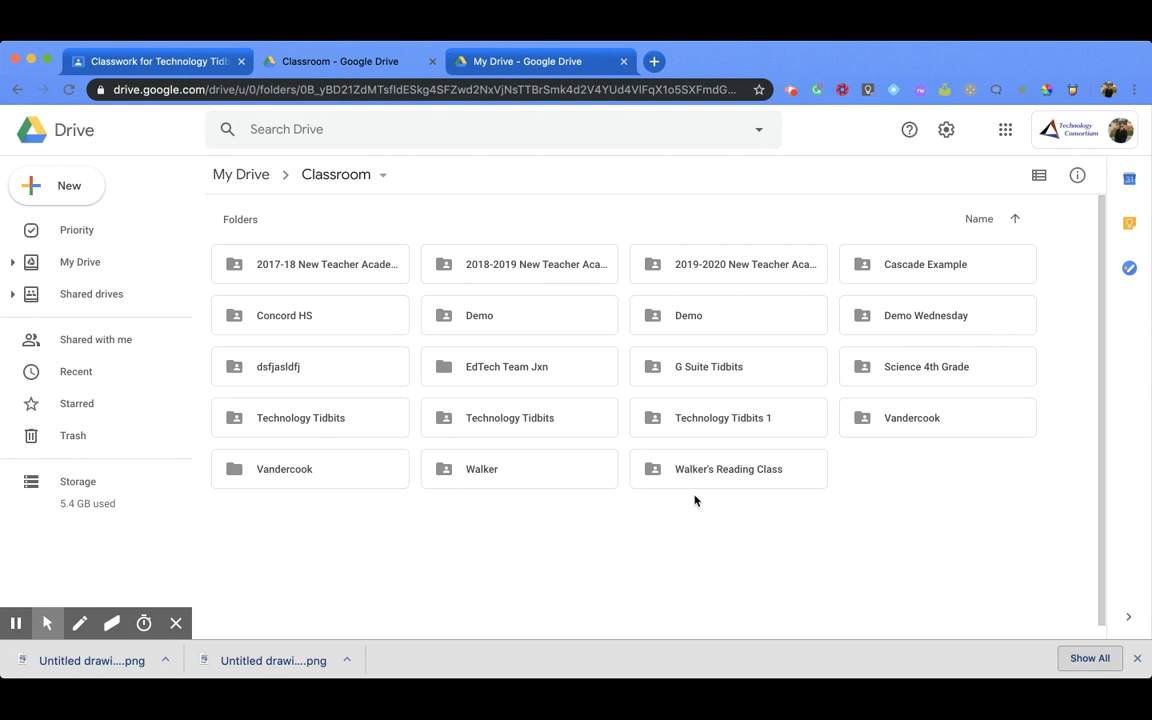 Classwork for Technology Tidb
Classroom - Google Drive
My Drive - Google Drive
drive.google.com/drive/u/0/folders/0B_yBD21ZdMTsfldESkg4SFZwd2NxVjNsTTBrSmk4d2V4YUd4VlFqX1o5SXFmdG...
Drive
Search Drive
Technology
Consortium
New
My Drive
Classroom
Priority
My Drive
Shared drives
Shared with me
Recent
Starred
Trash
Storage
5.4 GB used
Folders
Name
2017-18 New Teacher Acade...
2018-2019 New Teacher Aca...
2019-2020 New Teacher Aca...
Cascade Example
Concord HS
Demo
Demo
Demo Wednesday
dsfjasldfj
EdTech Team Jxn
G Suite Tidbits
Science 4th Grade
Technology Tidbits
Technology Tidbits
Technology Tidbits 1
Vandercook
Vandercook
Walker
Walker's Reading Class
31
Untitled drawi....png
Untitled drawi....png
Show All